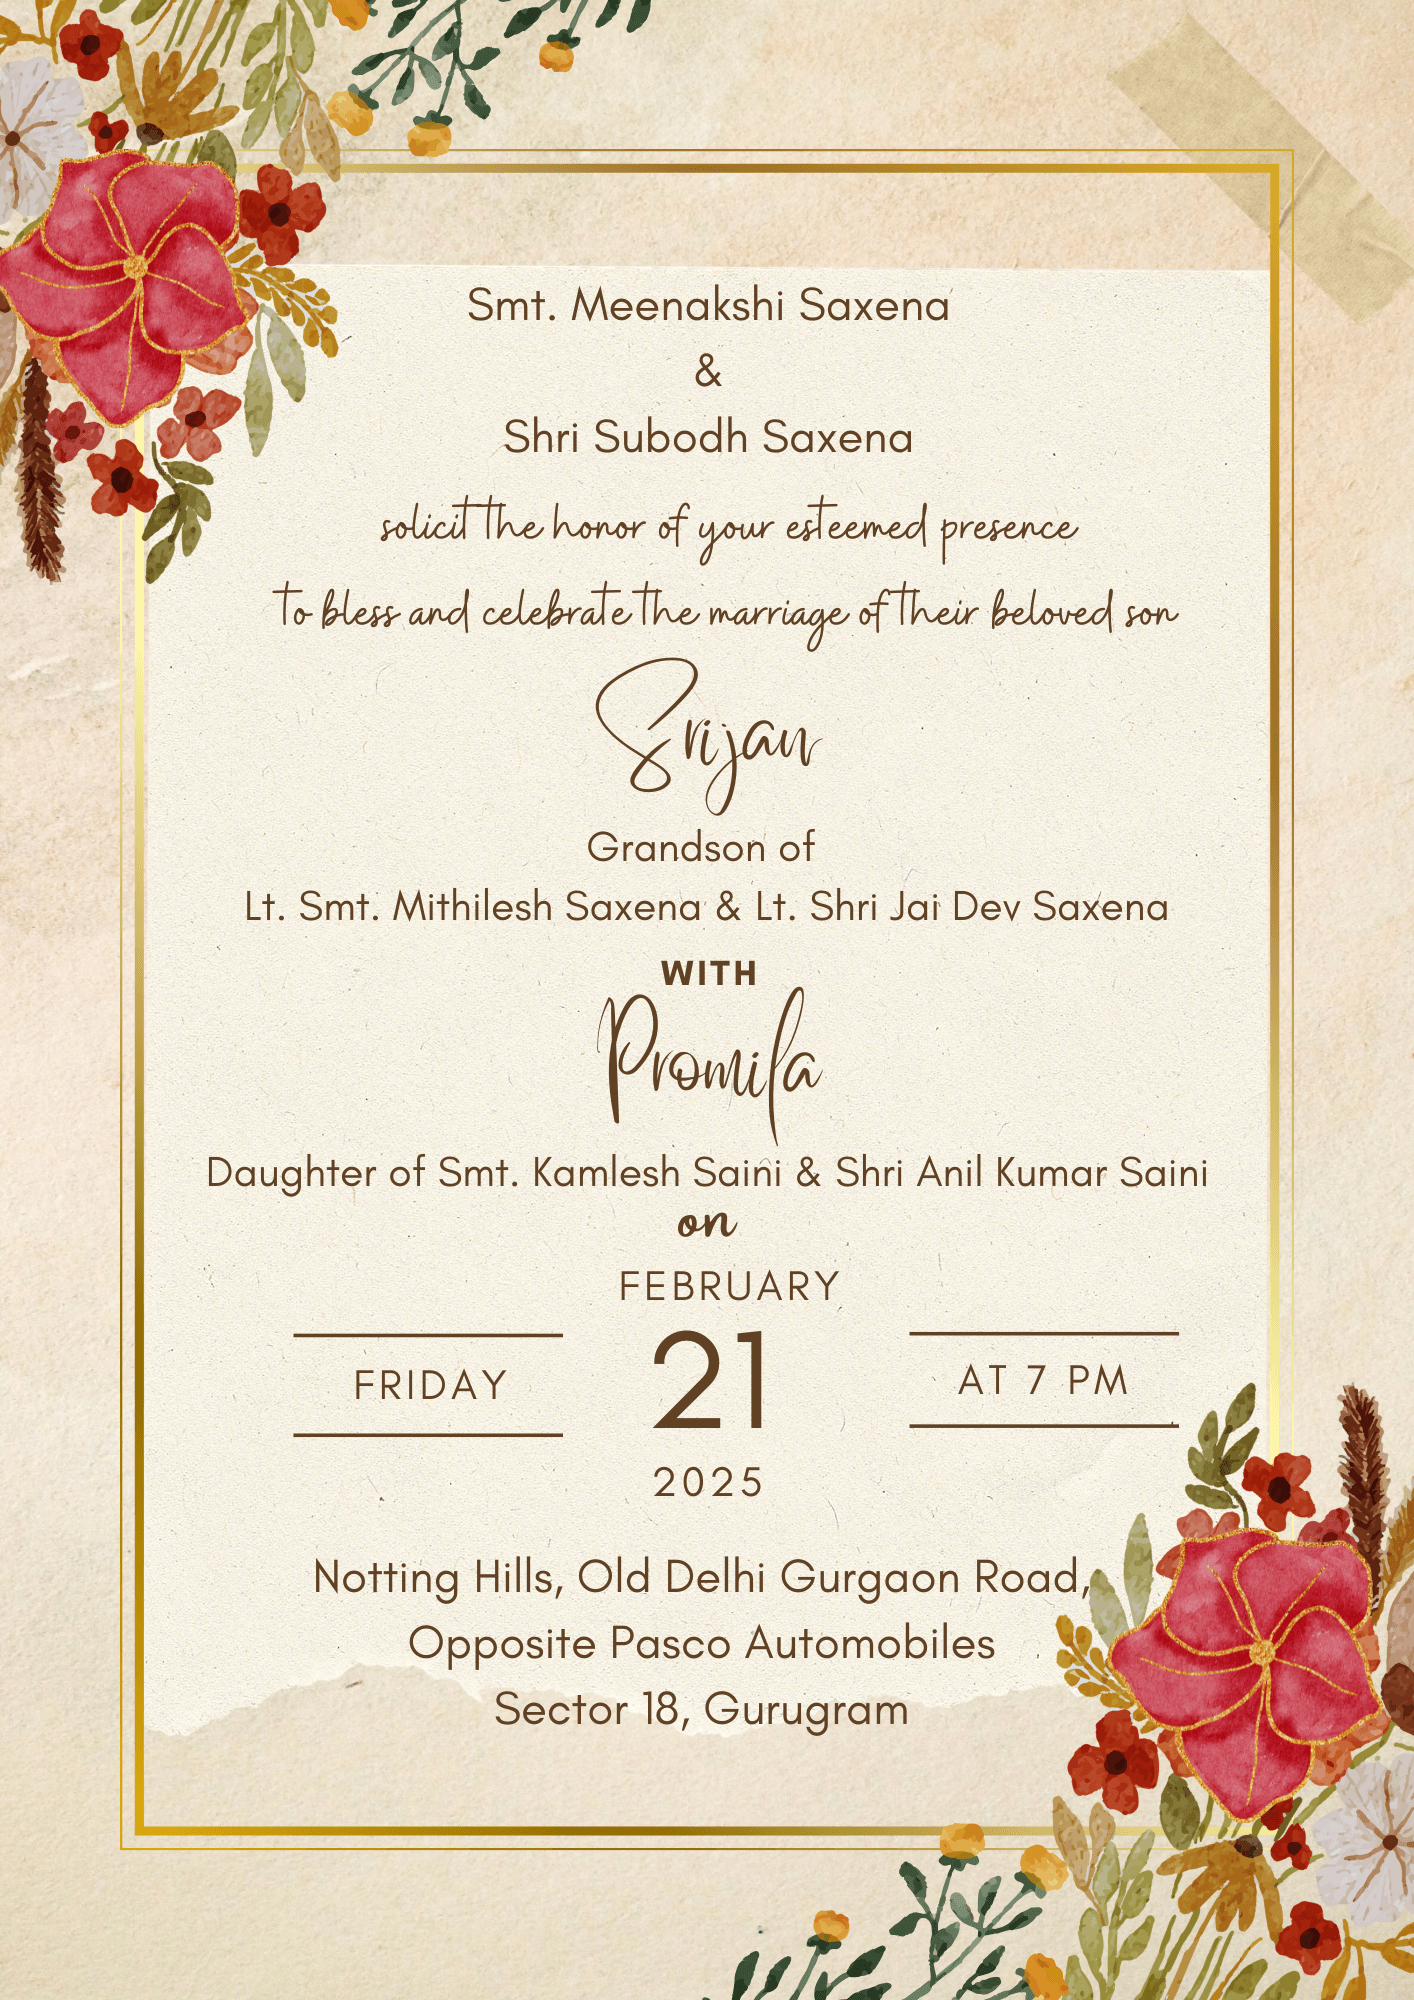 Smt. Meenakshi Saxena
&
Shri Subodh Saxena
solicit the honor of your esteemed presence
to bless and celebrate the marriage of their beloved son
Srijan
Grandson of
Lt. Smt. Mithilesh Saxena & Lt. Shri Jai Dev Saxena
WITH
Promila
Daughter of Smt. Kamlesh Saini & Shri Anil Kumar Saini
on
FEBRUARY
FRIDAY
21
AT 7 PM
2025
Notting Hills, Old Delhi Gurgaon Road,
Opposite Pasco Automobiles
Sector 18, Gurugram